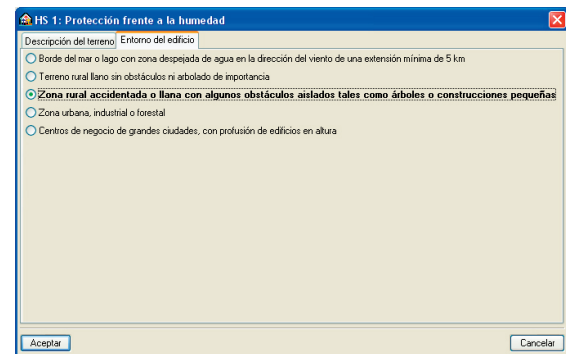 HS 1: Protección frente a la humedad
Descripción del terreno Entorno del edificio
Borde del mar o lago con zona despejada de agua en la dirección del viento de una extensión mínima de 5 km
Terreno rural llano sin obstáculos ni arbolado de importancia
Zona rural accidentada o llana con algunos obstáculos aislados tales como árboles o construcciones pequeñas
Zona urbana, industrial o forestal
Centros de negocio de grandes ciudades, con profusión de edificios en altura
Aceptar Cancelar